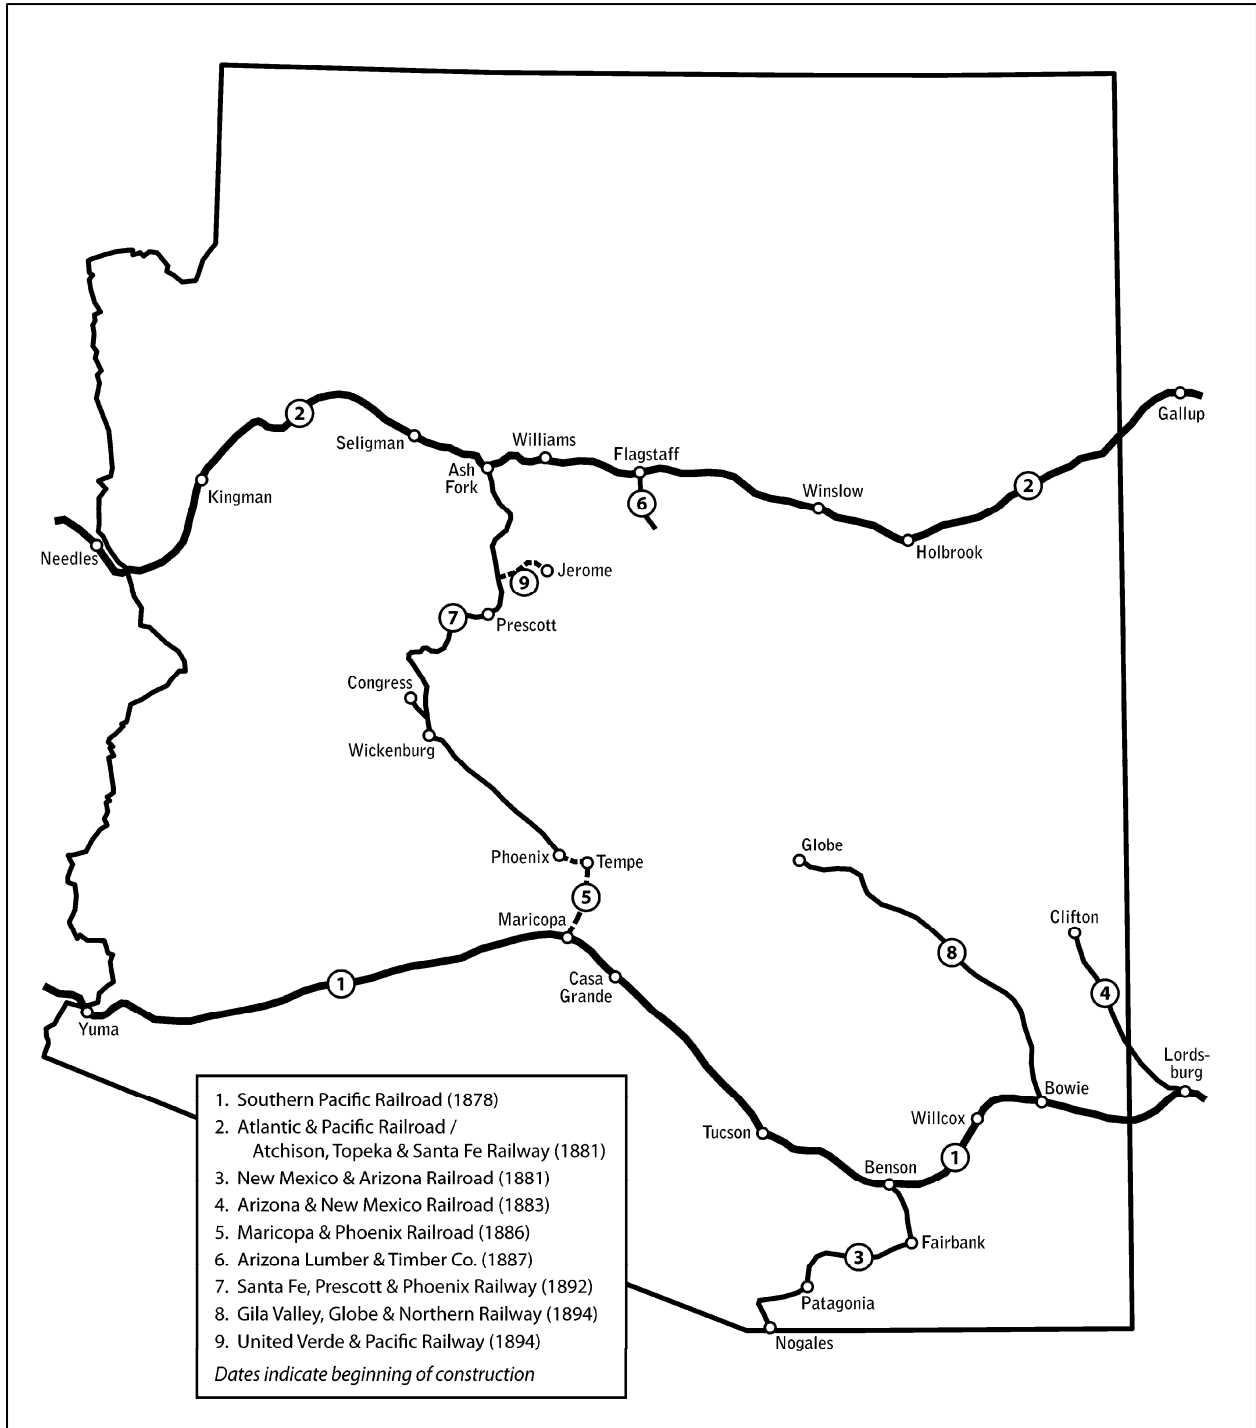 2
Gallup
Seligman
Williams
Ash
Fork
Flagstaff
6
Winslow
2
Kingman
Holbrook
Needles
9
Jerome
7
Prescott
Congress
Wickenburg
Phoenix
Tempe
5
Globe
Maricopa
Clifton
8
Casa
Grande
1
4
Yuma
Lords-
burg
Bowie
Willcox
Tucson
1
Benson
Fairbank
3
Patagonia
Nogales
1. Southern Pacific Railroad (1878)
2. Atlantic & Pacific Railroad /
Atchison, Topeka & Santa Fe Railway (1881)
3. New Mexico & Arizona Railroad (1881)
4. Arizona & New Mexico Railroad (1883)
5. Maricopa & Phoenix Railroad (1886)
6. Arizona Lumber & Timber Co. (1887)
7. Santa Fe, Prescott & Phoenix Railway (1892)
8. Gila Valley, Globe & Northern Railway (1894)
9. United Verde & Pacific Railway (1894)
Dates indicate beginning of construction